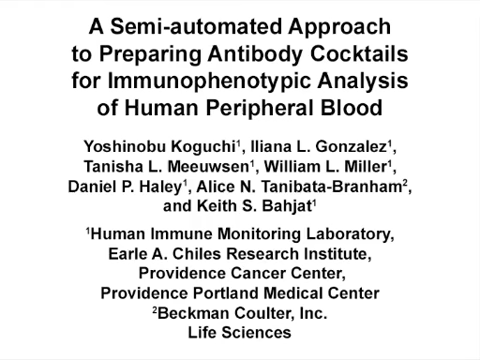 A Semi-automated Approach
to Preparing Antibody Cocktails
for Immunophenotypic Analysis
of Human Peripheral Blood
Yoshinobu Koguchi¹, Iliana L. Gonzalez¹,
Tanisha L. Meeuwsen¹, William L. Miller¹,
Daniel P. Haley¹, Alice N. Tanibata-Branham²,
and Keith S. Bahjat¹
¹Human Immune Monitoring Laboratory,
Earle A. Chiles Research Institute,
Providence Cancer Center,
Providence Portland Medical Center
²Beckman Coulter, Inc.
Life Sciences